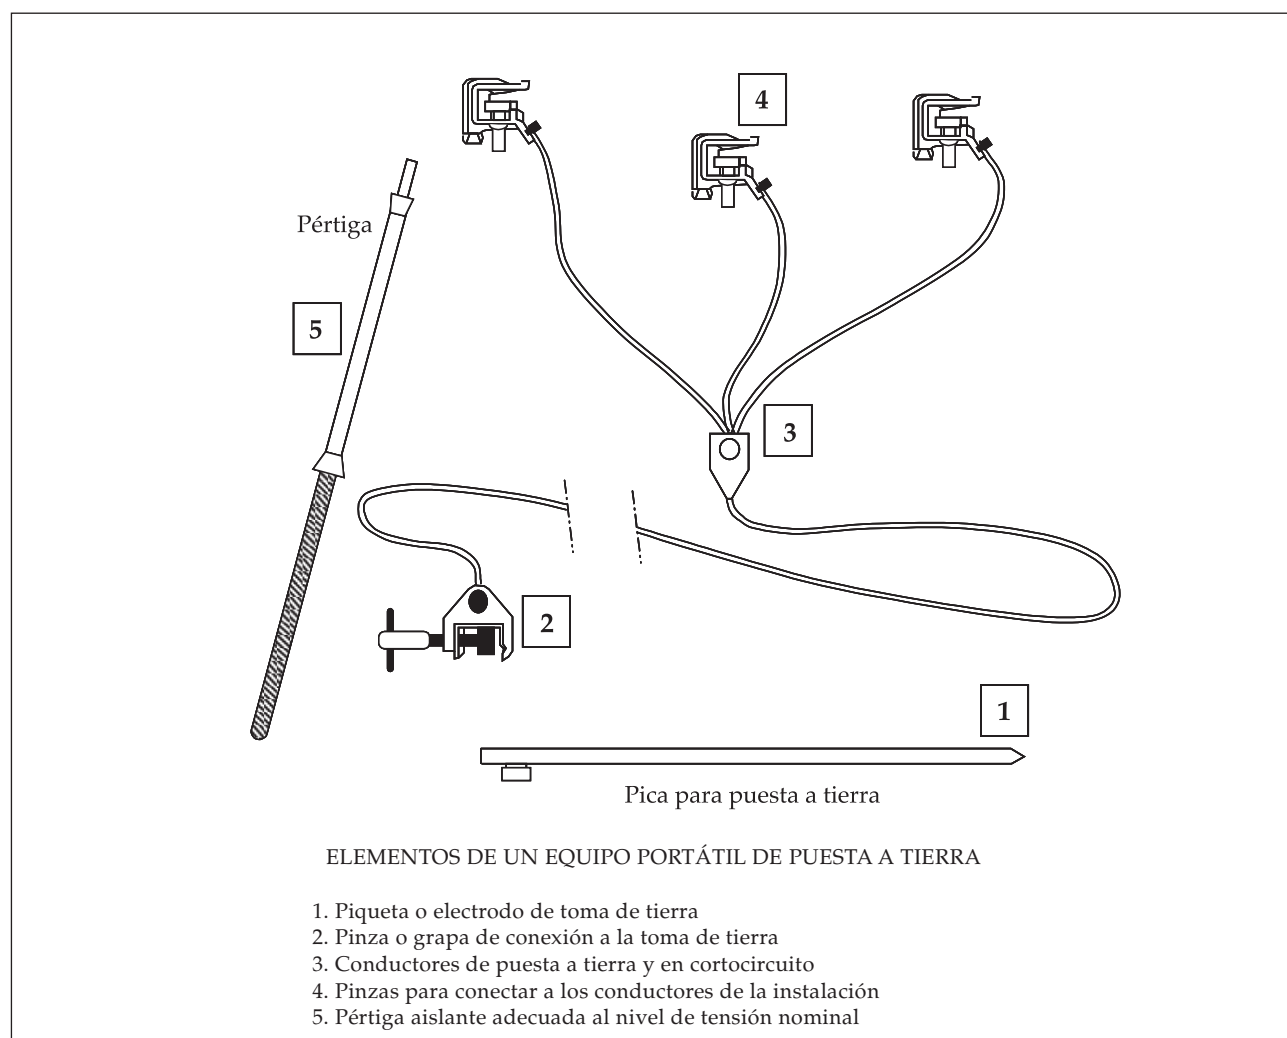 4
Pértiga
5
3
2
1
Pica para puesta a tierra
ELEMENTOS DE UN EQUIPO PORTÁTIL DE PUESTA A TIERRA
1. Piqueta o electrodo de toma de tierra
2. Pinza o grapa de conexión a la toma de tierra
3. Conductores de puesta a tierra y en cortocircuito
4. Pinzas para conectar a los conductores de la instalación
5. Pértiga aislante adecuada al nivel de tensión nominal